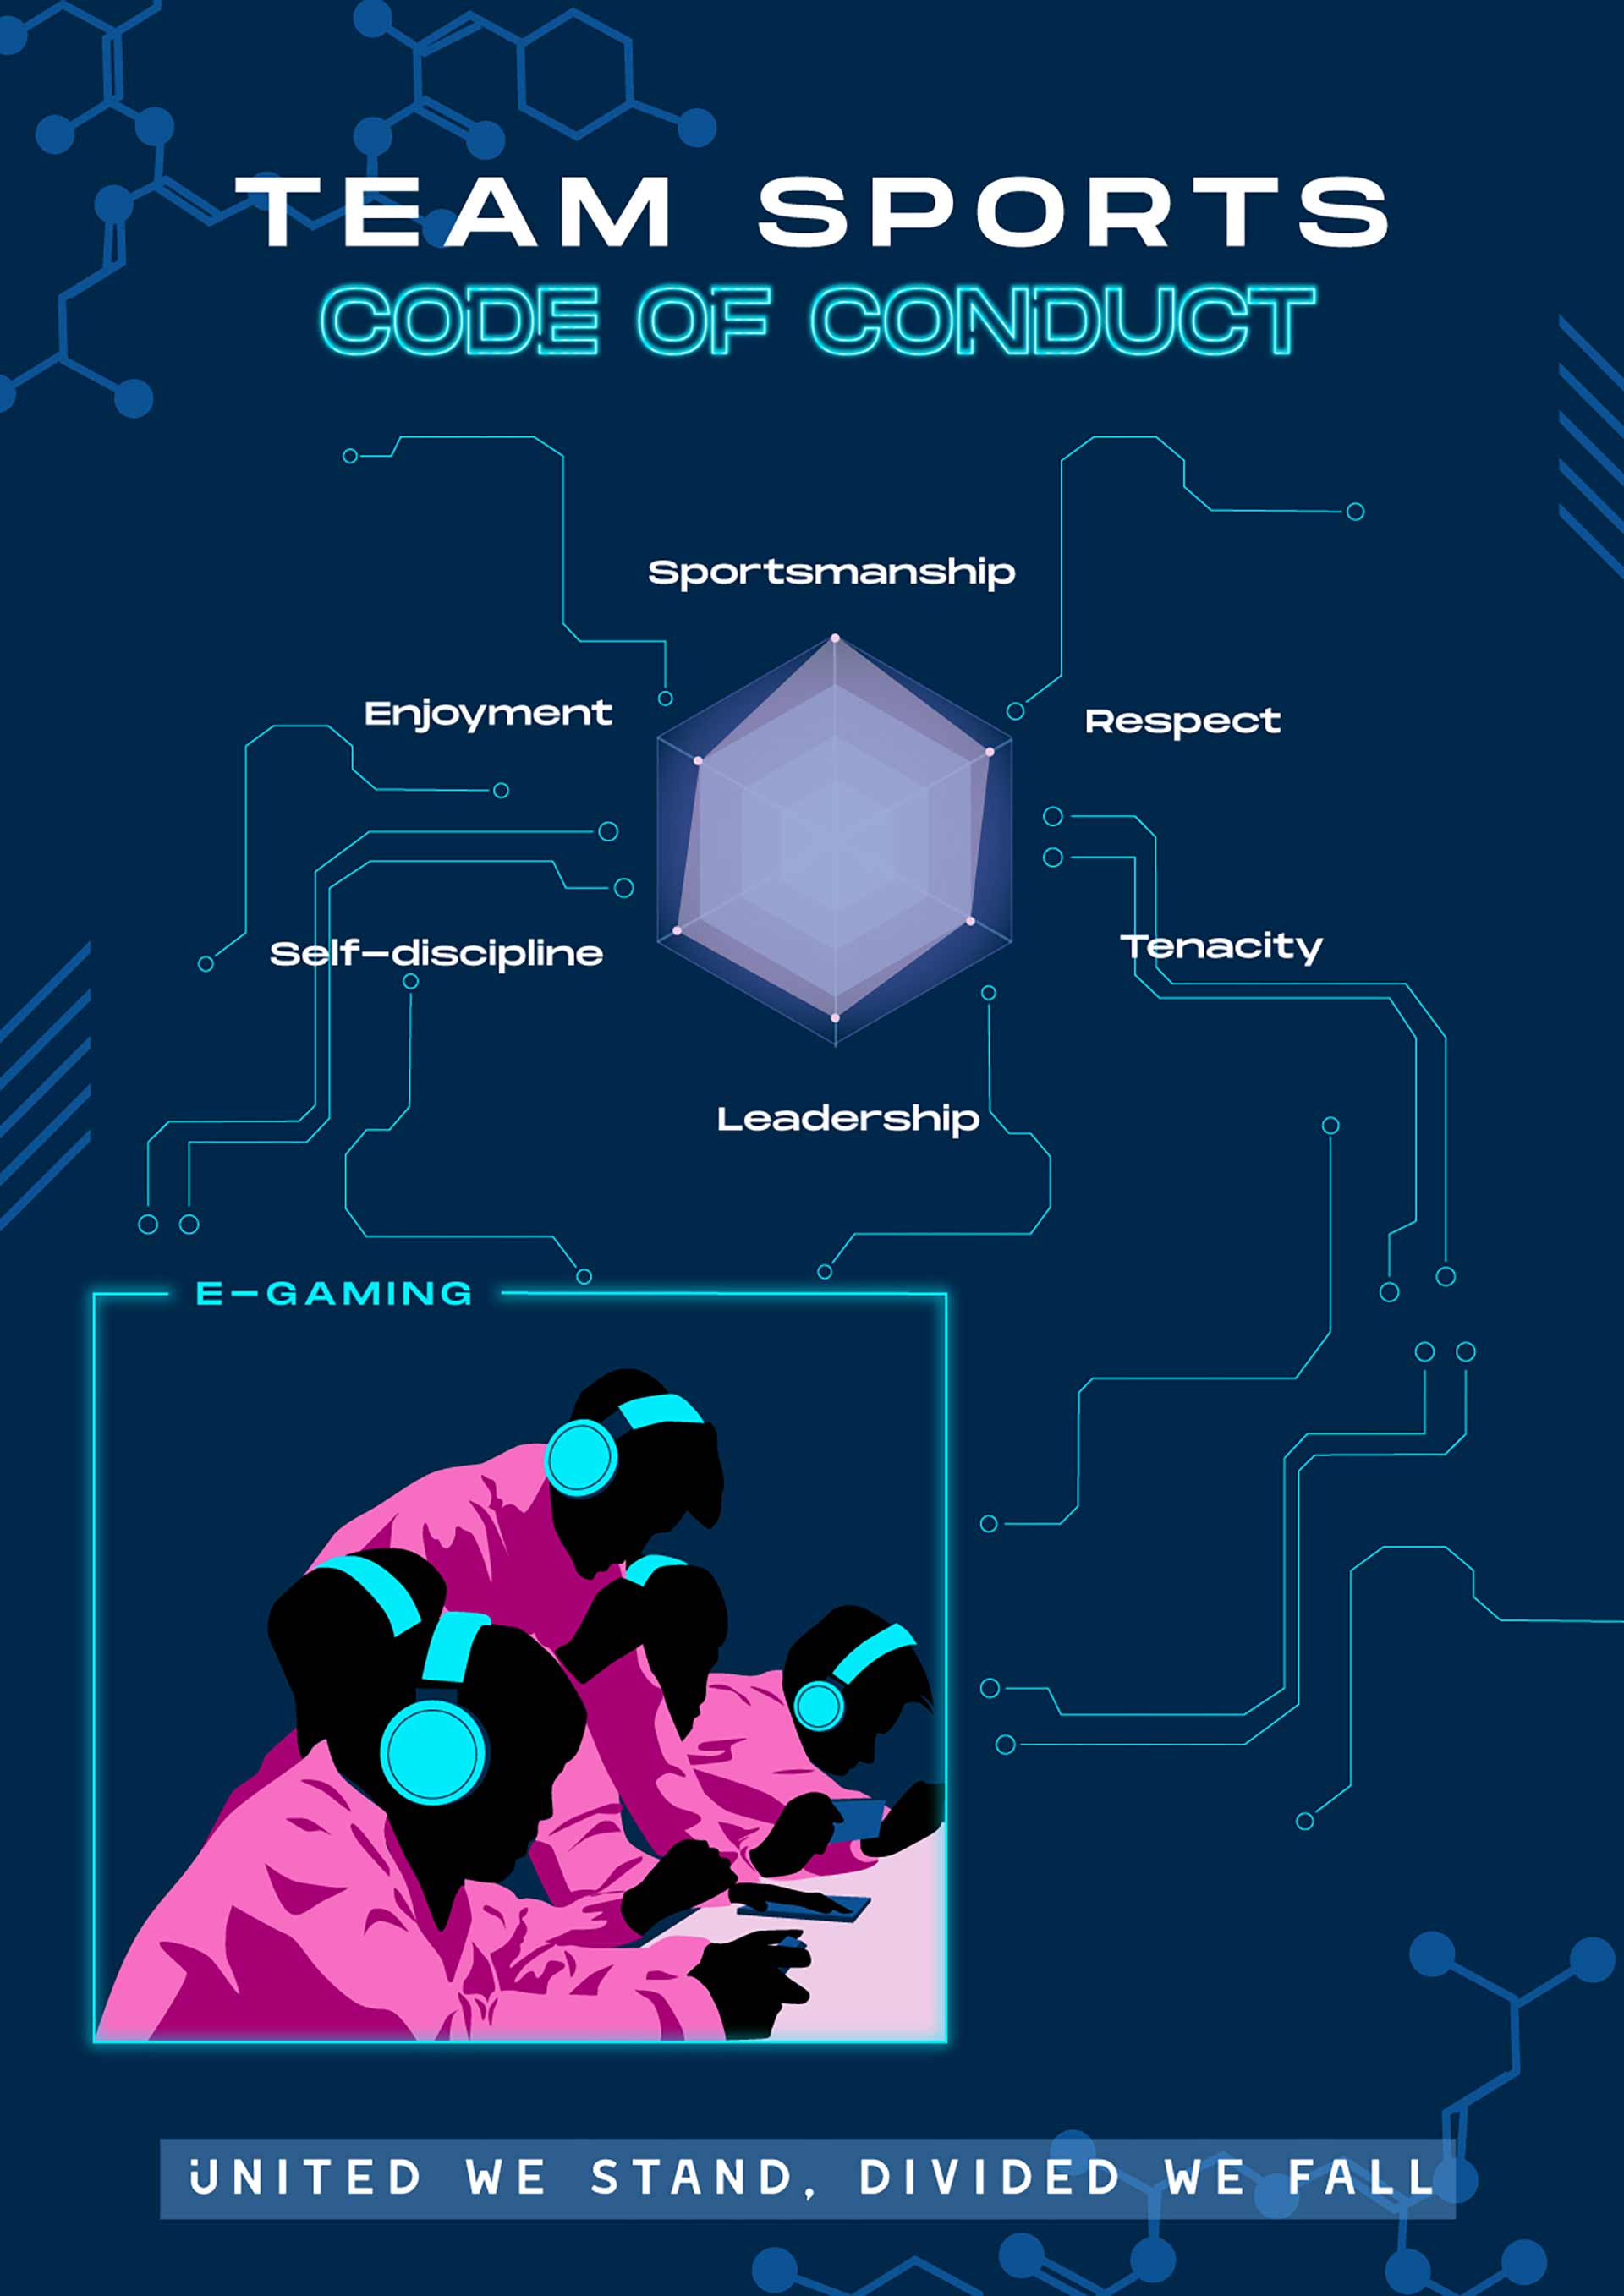 TEAM SPORTS
CODE OF CONDUCT
Sportsmanship
Enjoyment
Respect
Self-discipline
Tenacity
Leadership
E-GAMING
UNITED WE STAND, DIVIDED WE FALL